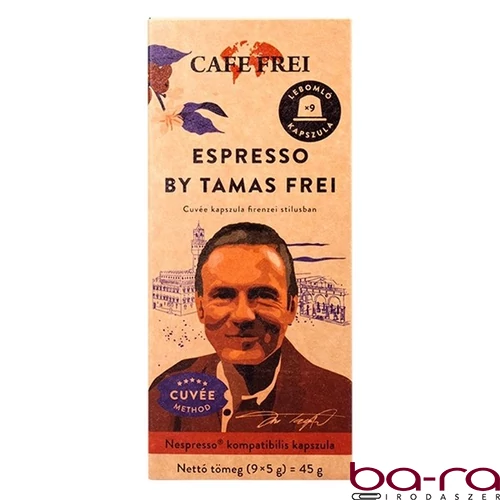 CAFE FREI
LEBOMLÓ
×9
KAPSZULA
ESPRESSO
BY TAMAS FREI
Cuvée kapszula firenzei stílusban
CUVÉE
METHOD
Nespresso® kompatibilis kapszula
Nettó tömeg (9×5 g) = 45 g
ba-ra
IRODASZER